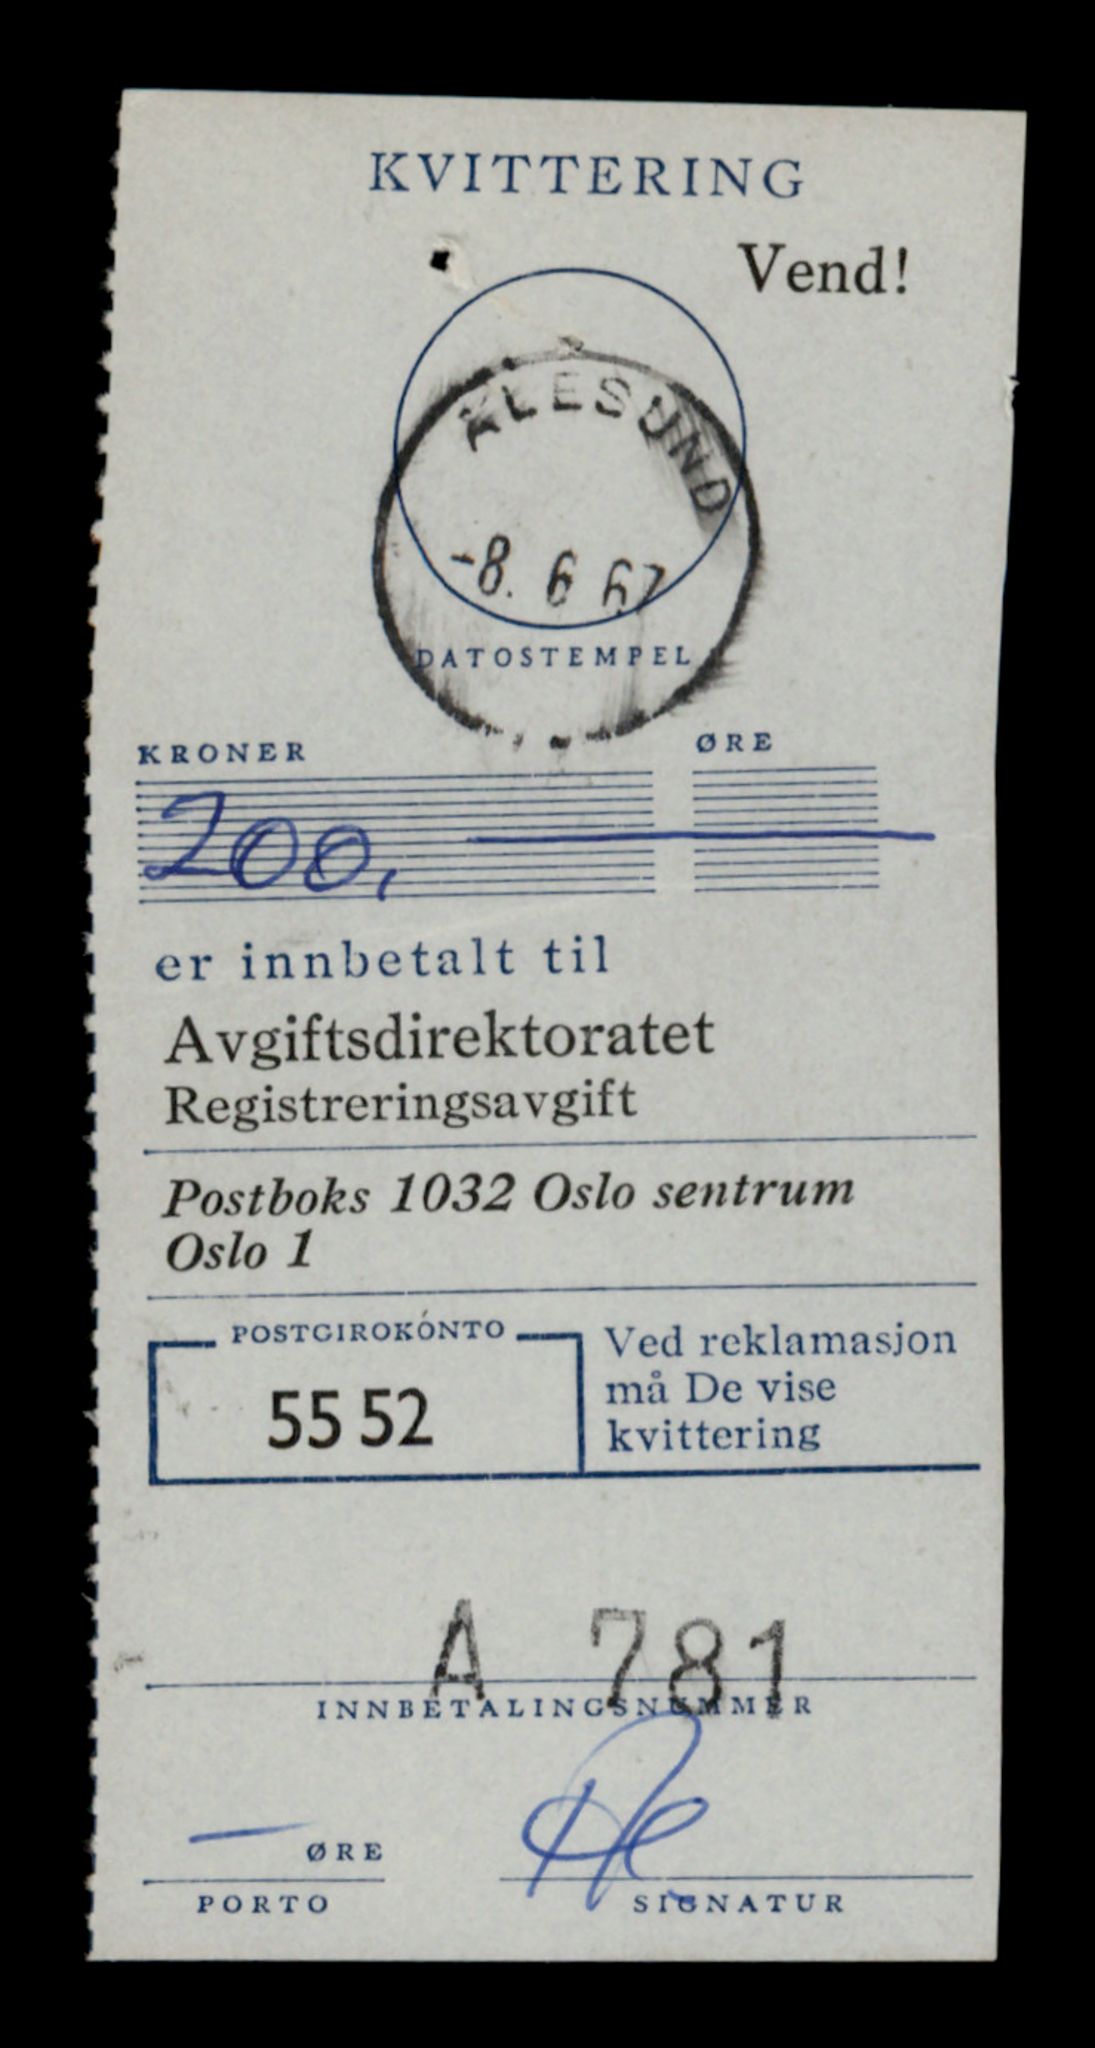 KVITTERING
Vend!
ÅLESUND
-8. 6 67
DATOSTEMPEL
KRONER ØRE
200,
er innbetalt til
Avgiftsdirektoratet
Registreringsavgift
Postboks 1032 Oslo sentrum
Oslo 1
POSTGIROKONTO
55 52
Ved reklamasjon
må De vise
kvittering
A 781
INNBETALINGSNUMMER
— ØRE
PORTO
SIGNATUR